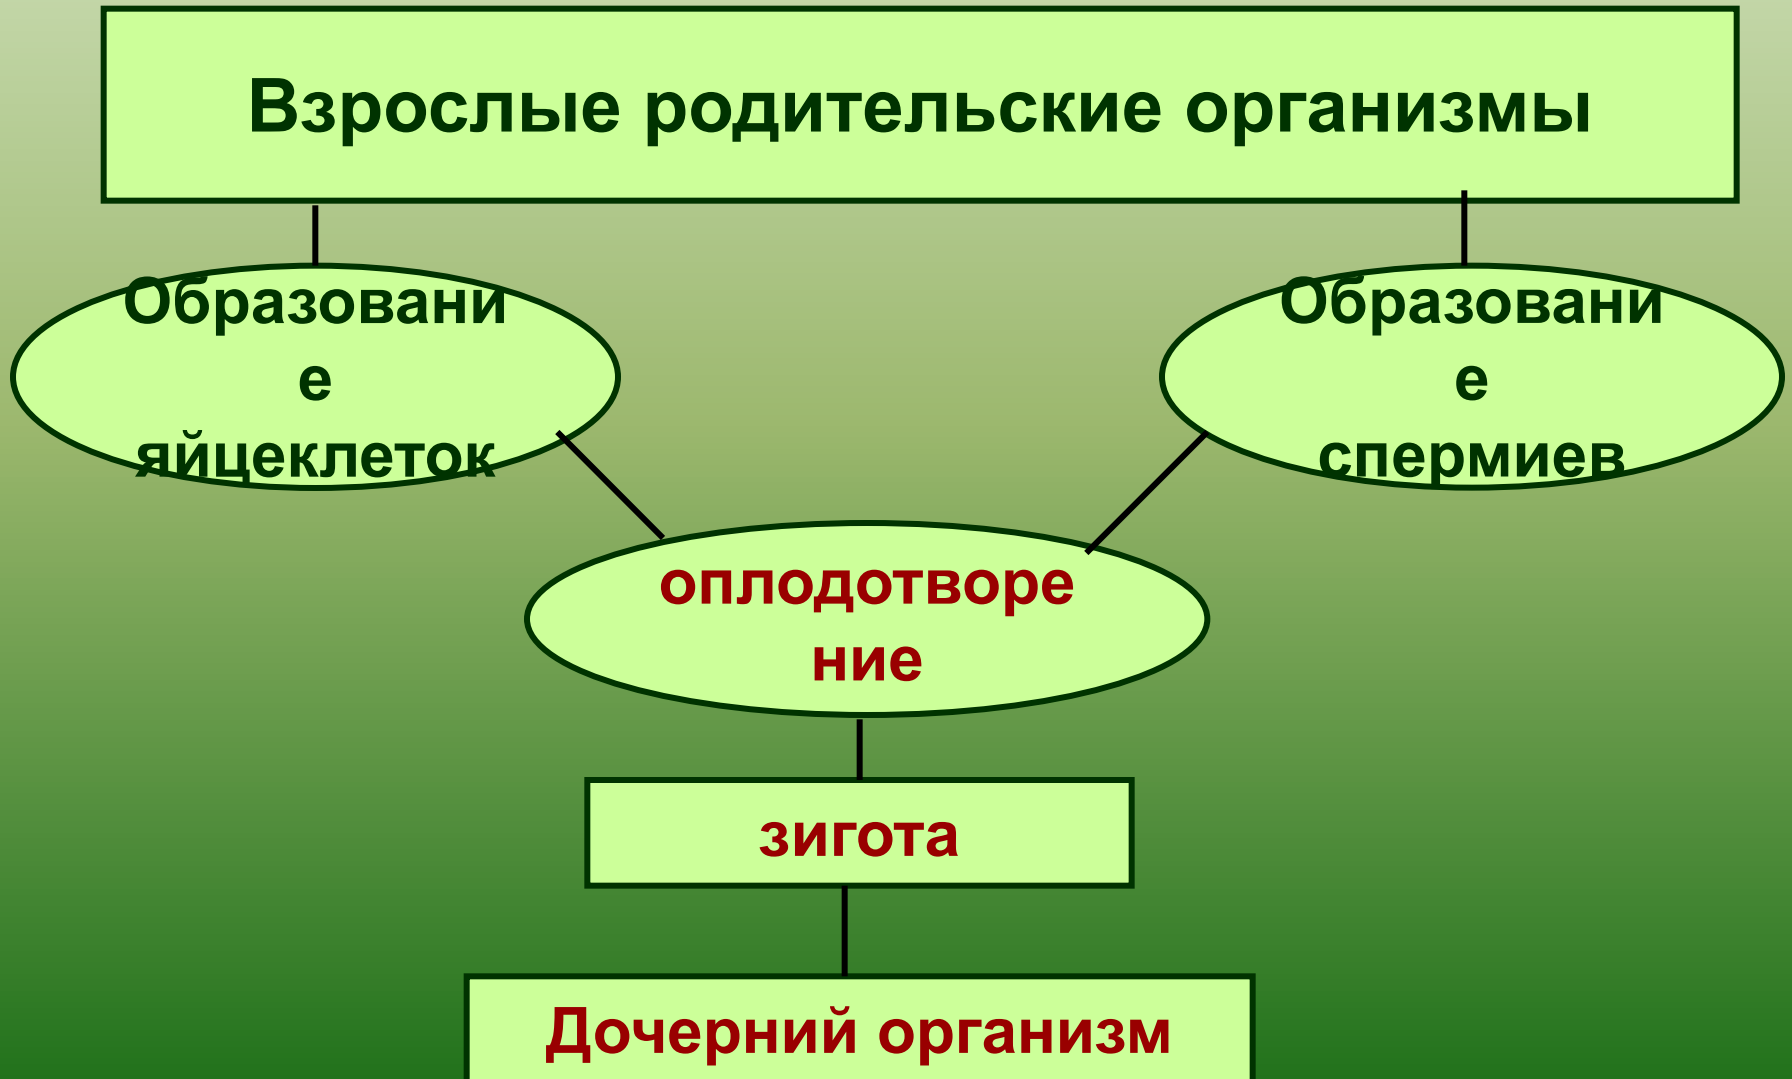 Взрослые родительские организмы
Образовани
е
яйцеклеток
Образовани
е
спермиев
оплодотворе
ние
зигота
Дочерний организм